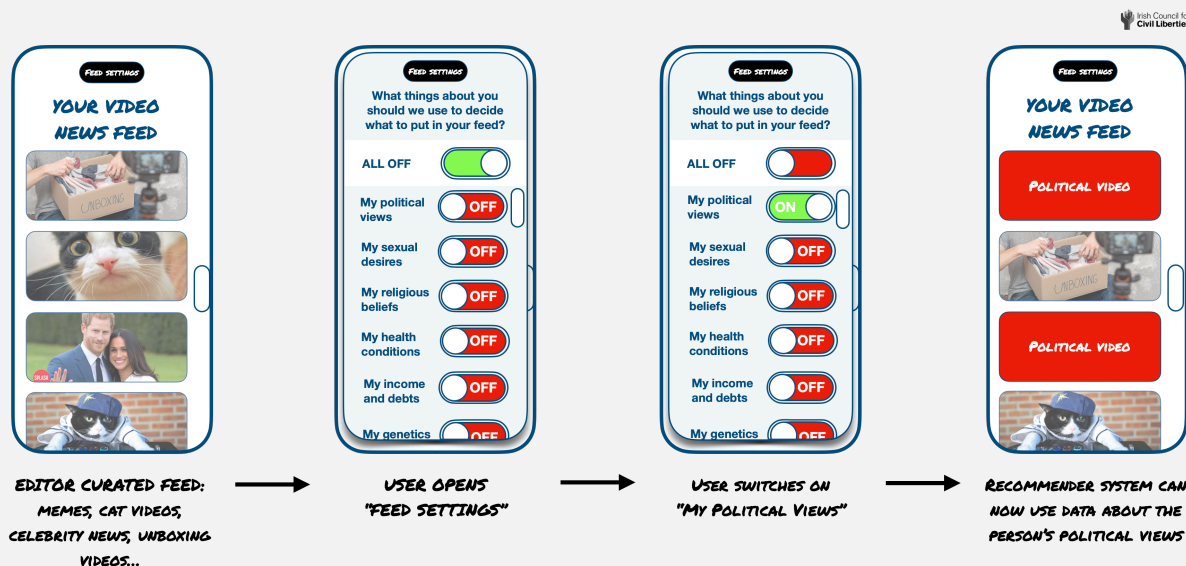 Irish Council fo
Civil Libertie
FEED SETTINGS
YOUR VIDEO
NEWS FEED
UNBOXING
SPLASH
EDITOR CURATED FEED:
MEMES, CAT VIDEOS,
CELEBRITY NEWS, UNBOXING
VIDEOS...
FEED SETTINGS
What things about you
should we use to decide
what to put in your feed?
ALL OFF
My political
views
OFF
My sexual
desires
OFF
My religious
beliefs
OFF
My health
conditions
OFF
My income
and debts
OFF
My genetics
OFF
USER OPENS
"FEED SETTINGS"
FEED SETTINGS
What things about you
should we use to decide
what to put in your feed?
ALL OFF
My political
views
ON
My sexual
desires
OFF
My religious
beliefs
OFF
My health
conditions
OFF
My income
and debts
OFF
My genetics
OFF
USER SWITCHES ON
"MY POLITICAL VIEWS"
FEED SETTINGS
YOUR VIDEO
NEWS FEED
POLITICAL VIDEO
UNBOXING
POLITICAL VIDEO
RECOMMENDER SYSTEM CAN
NOW USE DATA ABOUT THE
PERSON'S POLITICAL VIEWS